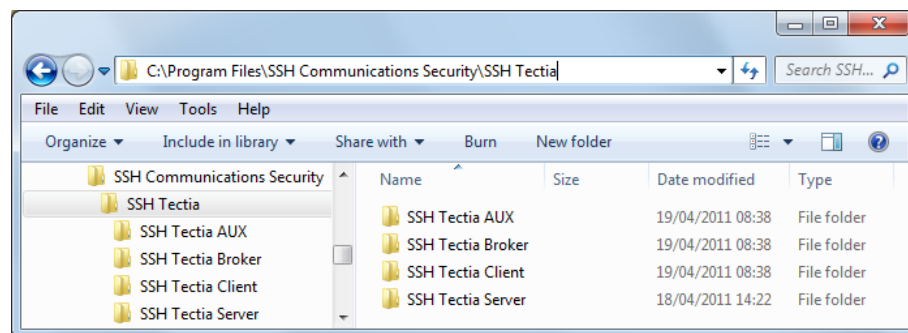 C:\Program Files\SSH Communications Security\SSH Tectia
Search SSH...
File Edit View Tools Help
Organize Include in library Share with Burn New folder
SSH Communications Security
SSH Tectia
SSH Tectia AUX
SSH Tectia Broker
SSH Tectia Client
SSH Tectia Server
Name Size Date modified Type
SSH Tectia AUX 19/04/2011 08:38 File folder
SSH Tectia Broker 19/04/2011 08:38 File folder
SSH Tectia Client 19/04/2011 08:38 File folder
SSH Tectia Server 18/04/2011 14:22 File folder